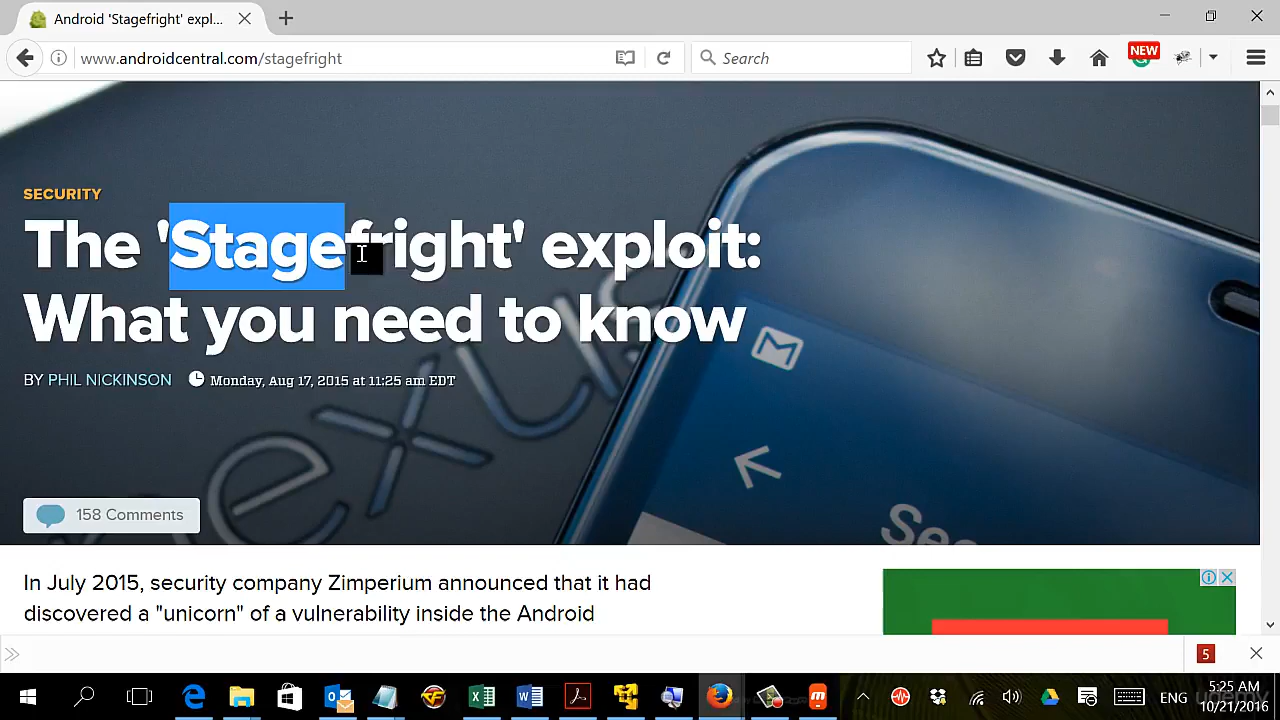 Android 'Stagefright' expl...
www.androidcentral.com/stagefright
Search
NEW
SECURITY
The 'Stagefright' exploit:
What you need to know
BY PHIL NICKINSON Monday, Aug 17, 2015 at 11:25 am EDT
nexus
Sec
158 Comments
In July 2015, security company Zimperium announced that it had
discovered a "unicorn" of a vulnerability inside the Android
5
ENG
5:25 AM
10/21/2016
udemy